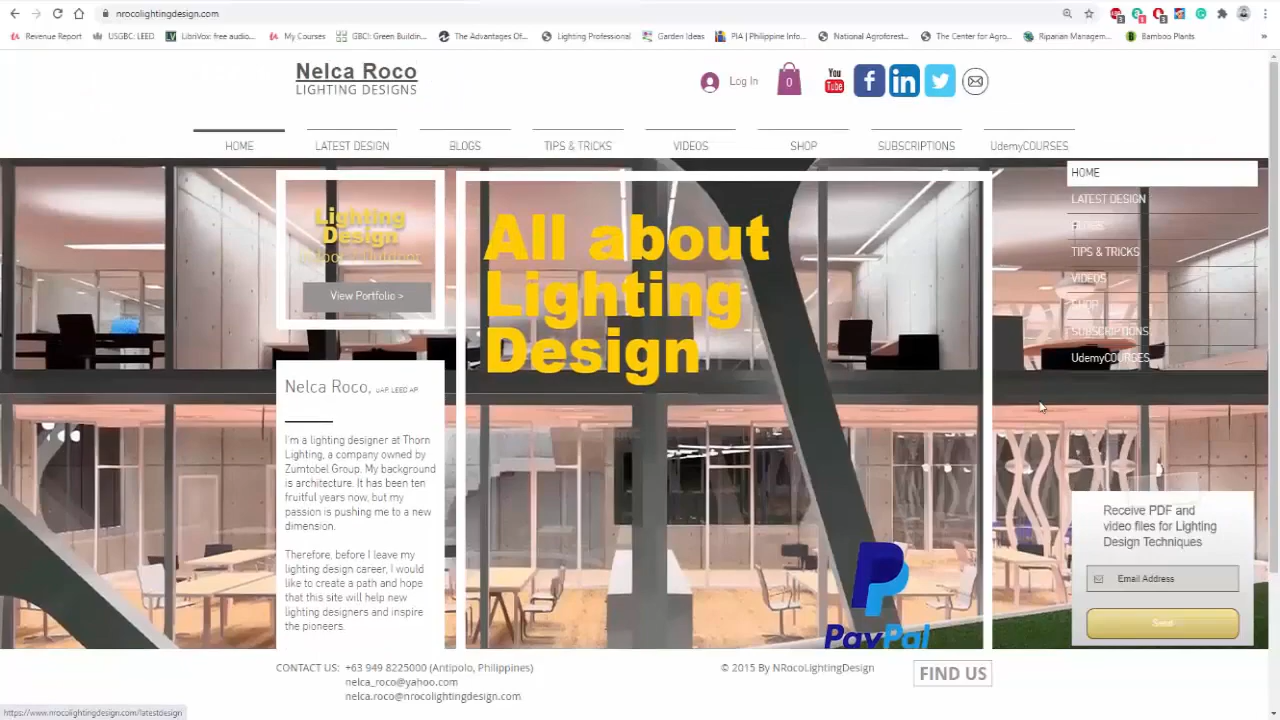 nrocolightingdesign.com
Revenue Report
USGBC: LEED
LibriVox: free audio...
My Courses
GBCI: Green Buildin...
The Advantages Of...
Lighting Professional
Garden Ideas
PIA | Philippine Info...
National Agroforest...
The Center for Agro...
Riparian Managem...
Bamboo Plants
»
Nelca Roco
LIGHTING DESIGNS
Log In
0
You
Tube
HOME
LATEST DESIGN
BLOGS
TIPS & TRICKS
VIDEOS
SHOP
SUBSCRIPTIONS
UdemyCOURSES
HOME
LATEST DESIGN
BLOGS
TIPS & TRICKS
VIDEOS
SHOP
SUBSCRIPTIONS
UdemyCOURSES
Lighting
Design
View Portfolio >
All about
Lighting
Design
Nelca Roco, UAP, LEED AP
I'm a lighting designer at Thorn
Lighting, a company owned by
Zumtobel Group. My background
is architecture. It has been ten
fruitful years now, but my
passion is pushing me to a new
dimension.
Therefore, before I leave my
lighting design career, I would
like to create a path and hope
that this site will help new
lighting designers and inspire
the pioneers.
PayPal
Receive PDF and
video files for Lighting
Design Techniques
Email Address
Send
CONTACT US: +63 949 8225000 (Antipolo, Philippines)
nelca_roco@yahoo.com
nelca.roco@nrocolightingdesign.com
© 2015 By NRocoLightingDesign
FIND US
https://www.nrocolightingdesign.com/latestdesign